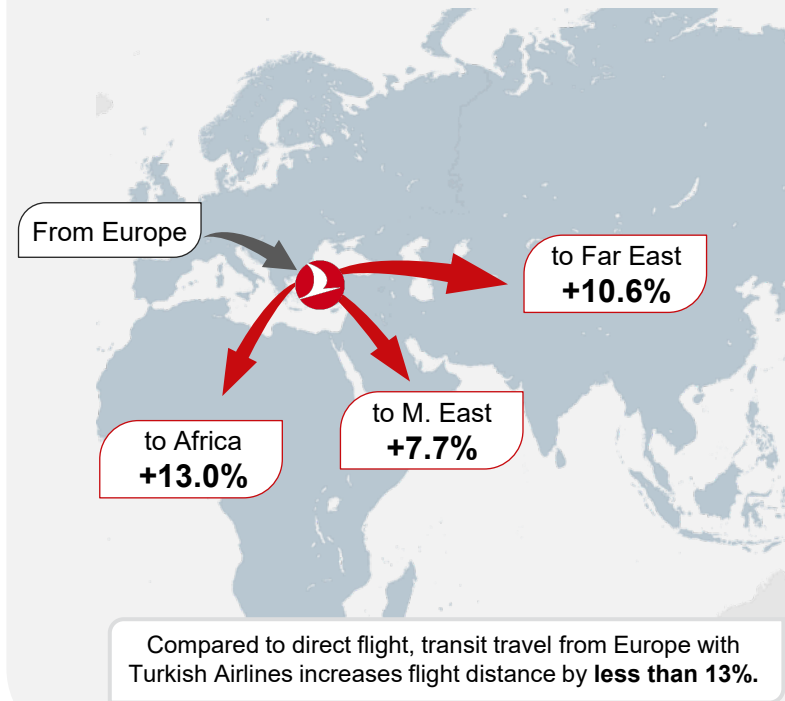 From Europe
to Far East
+10.6%
to M. East
+7.7%
to Africa
+13.0%
Compared to direct flight, transit travel from Europe with
Turkish Airlines increases flight distance by less than 13%.